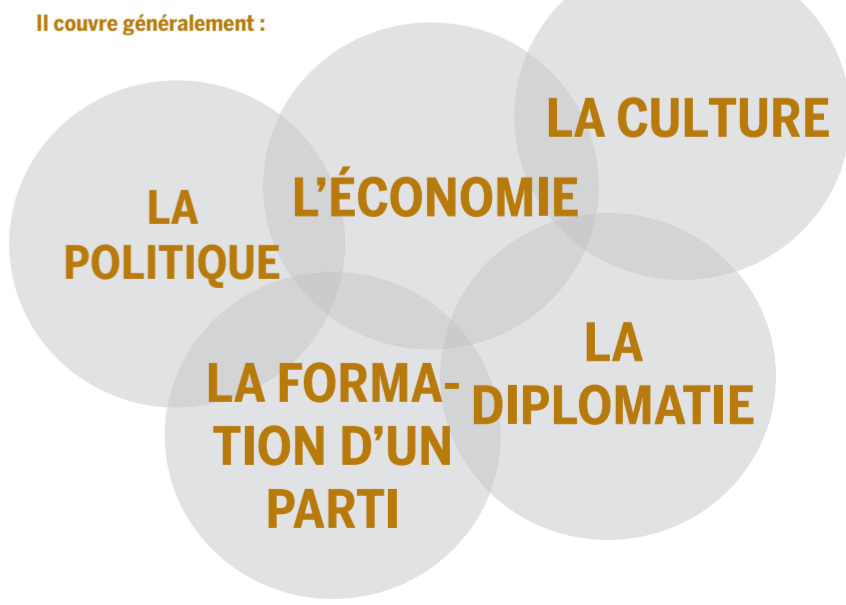 Il couvre généralement :
LA CULTURE
L’ÉCONOMIE
LA
POLITIQUE
LA
DIPLOMATIE
LA FORMA-
TION D’UN
PARTI